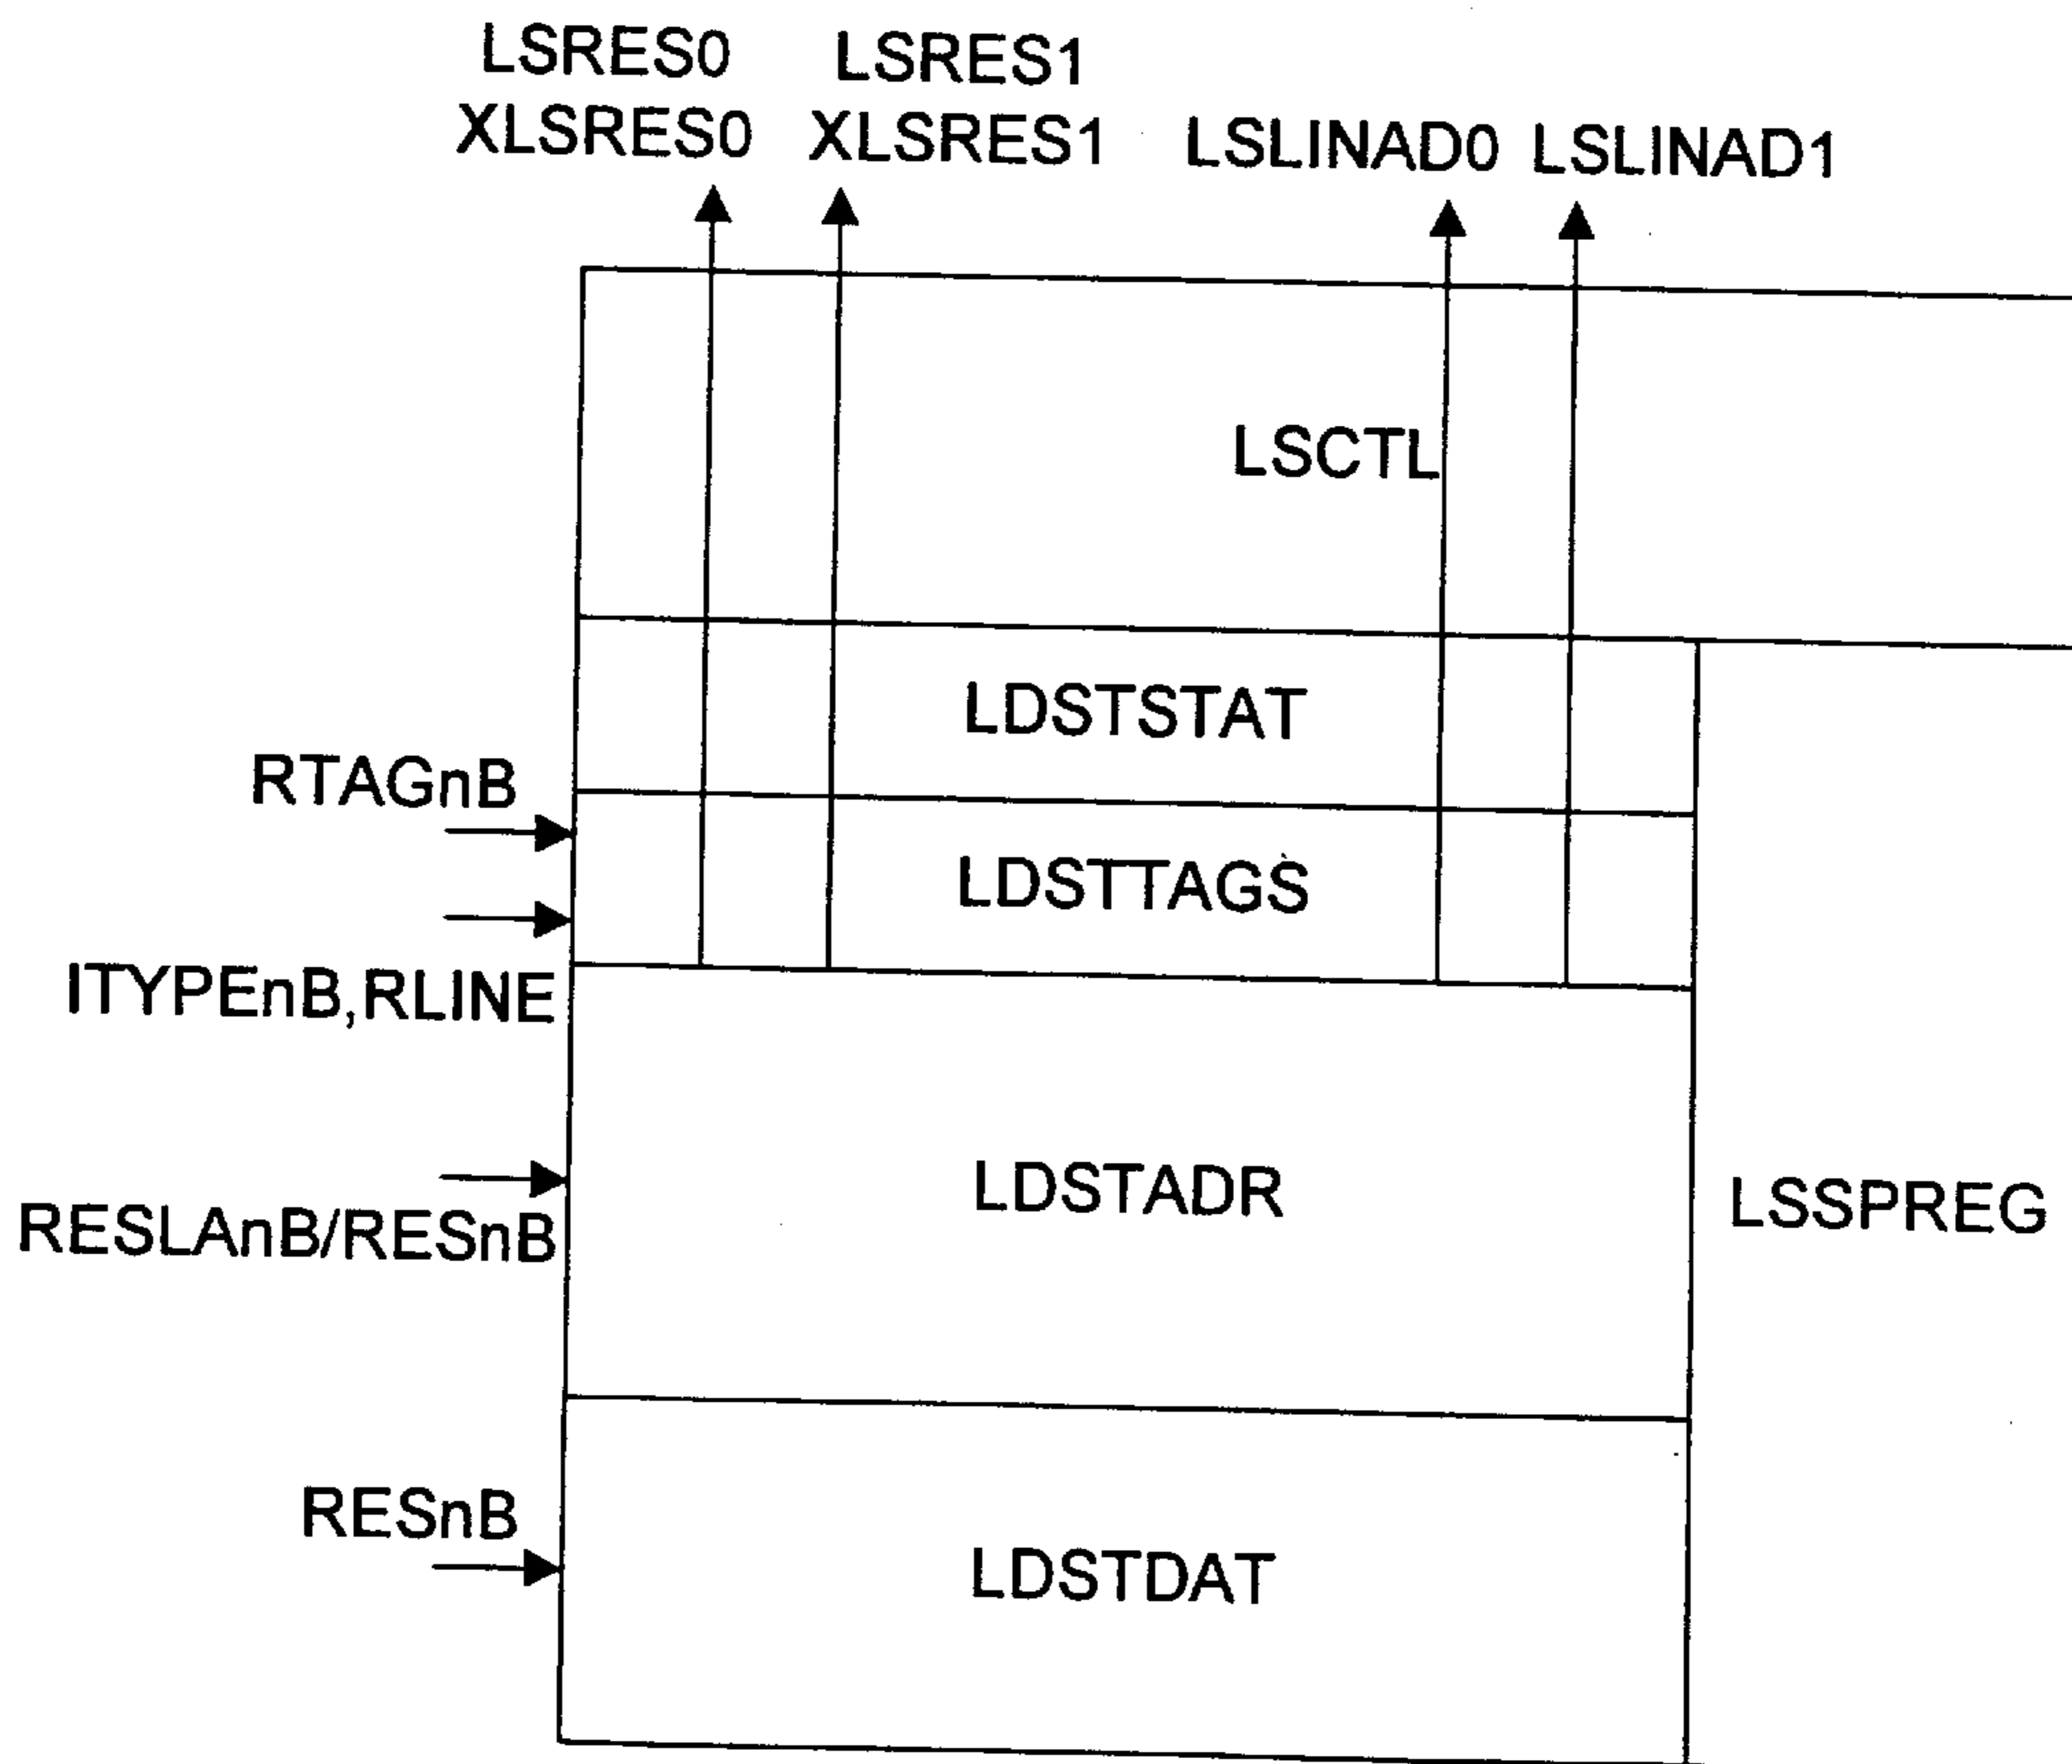 LSRES0 LSRES1
XLSRES0 XLSRES1 LSLINAD0 LSLINAD1
LSCTL
LDSTSTAT
RTAGnB
LDSTTAGS
ITYPEnB,RLINE
LDSTADR LSSPREG
RESLAnB/RESnB
RESnB
LDSTDAT